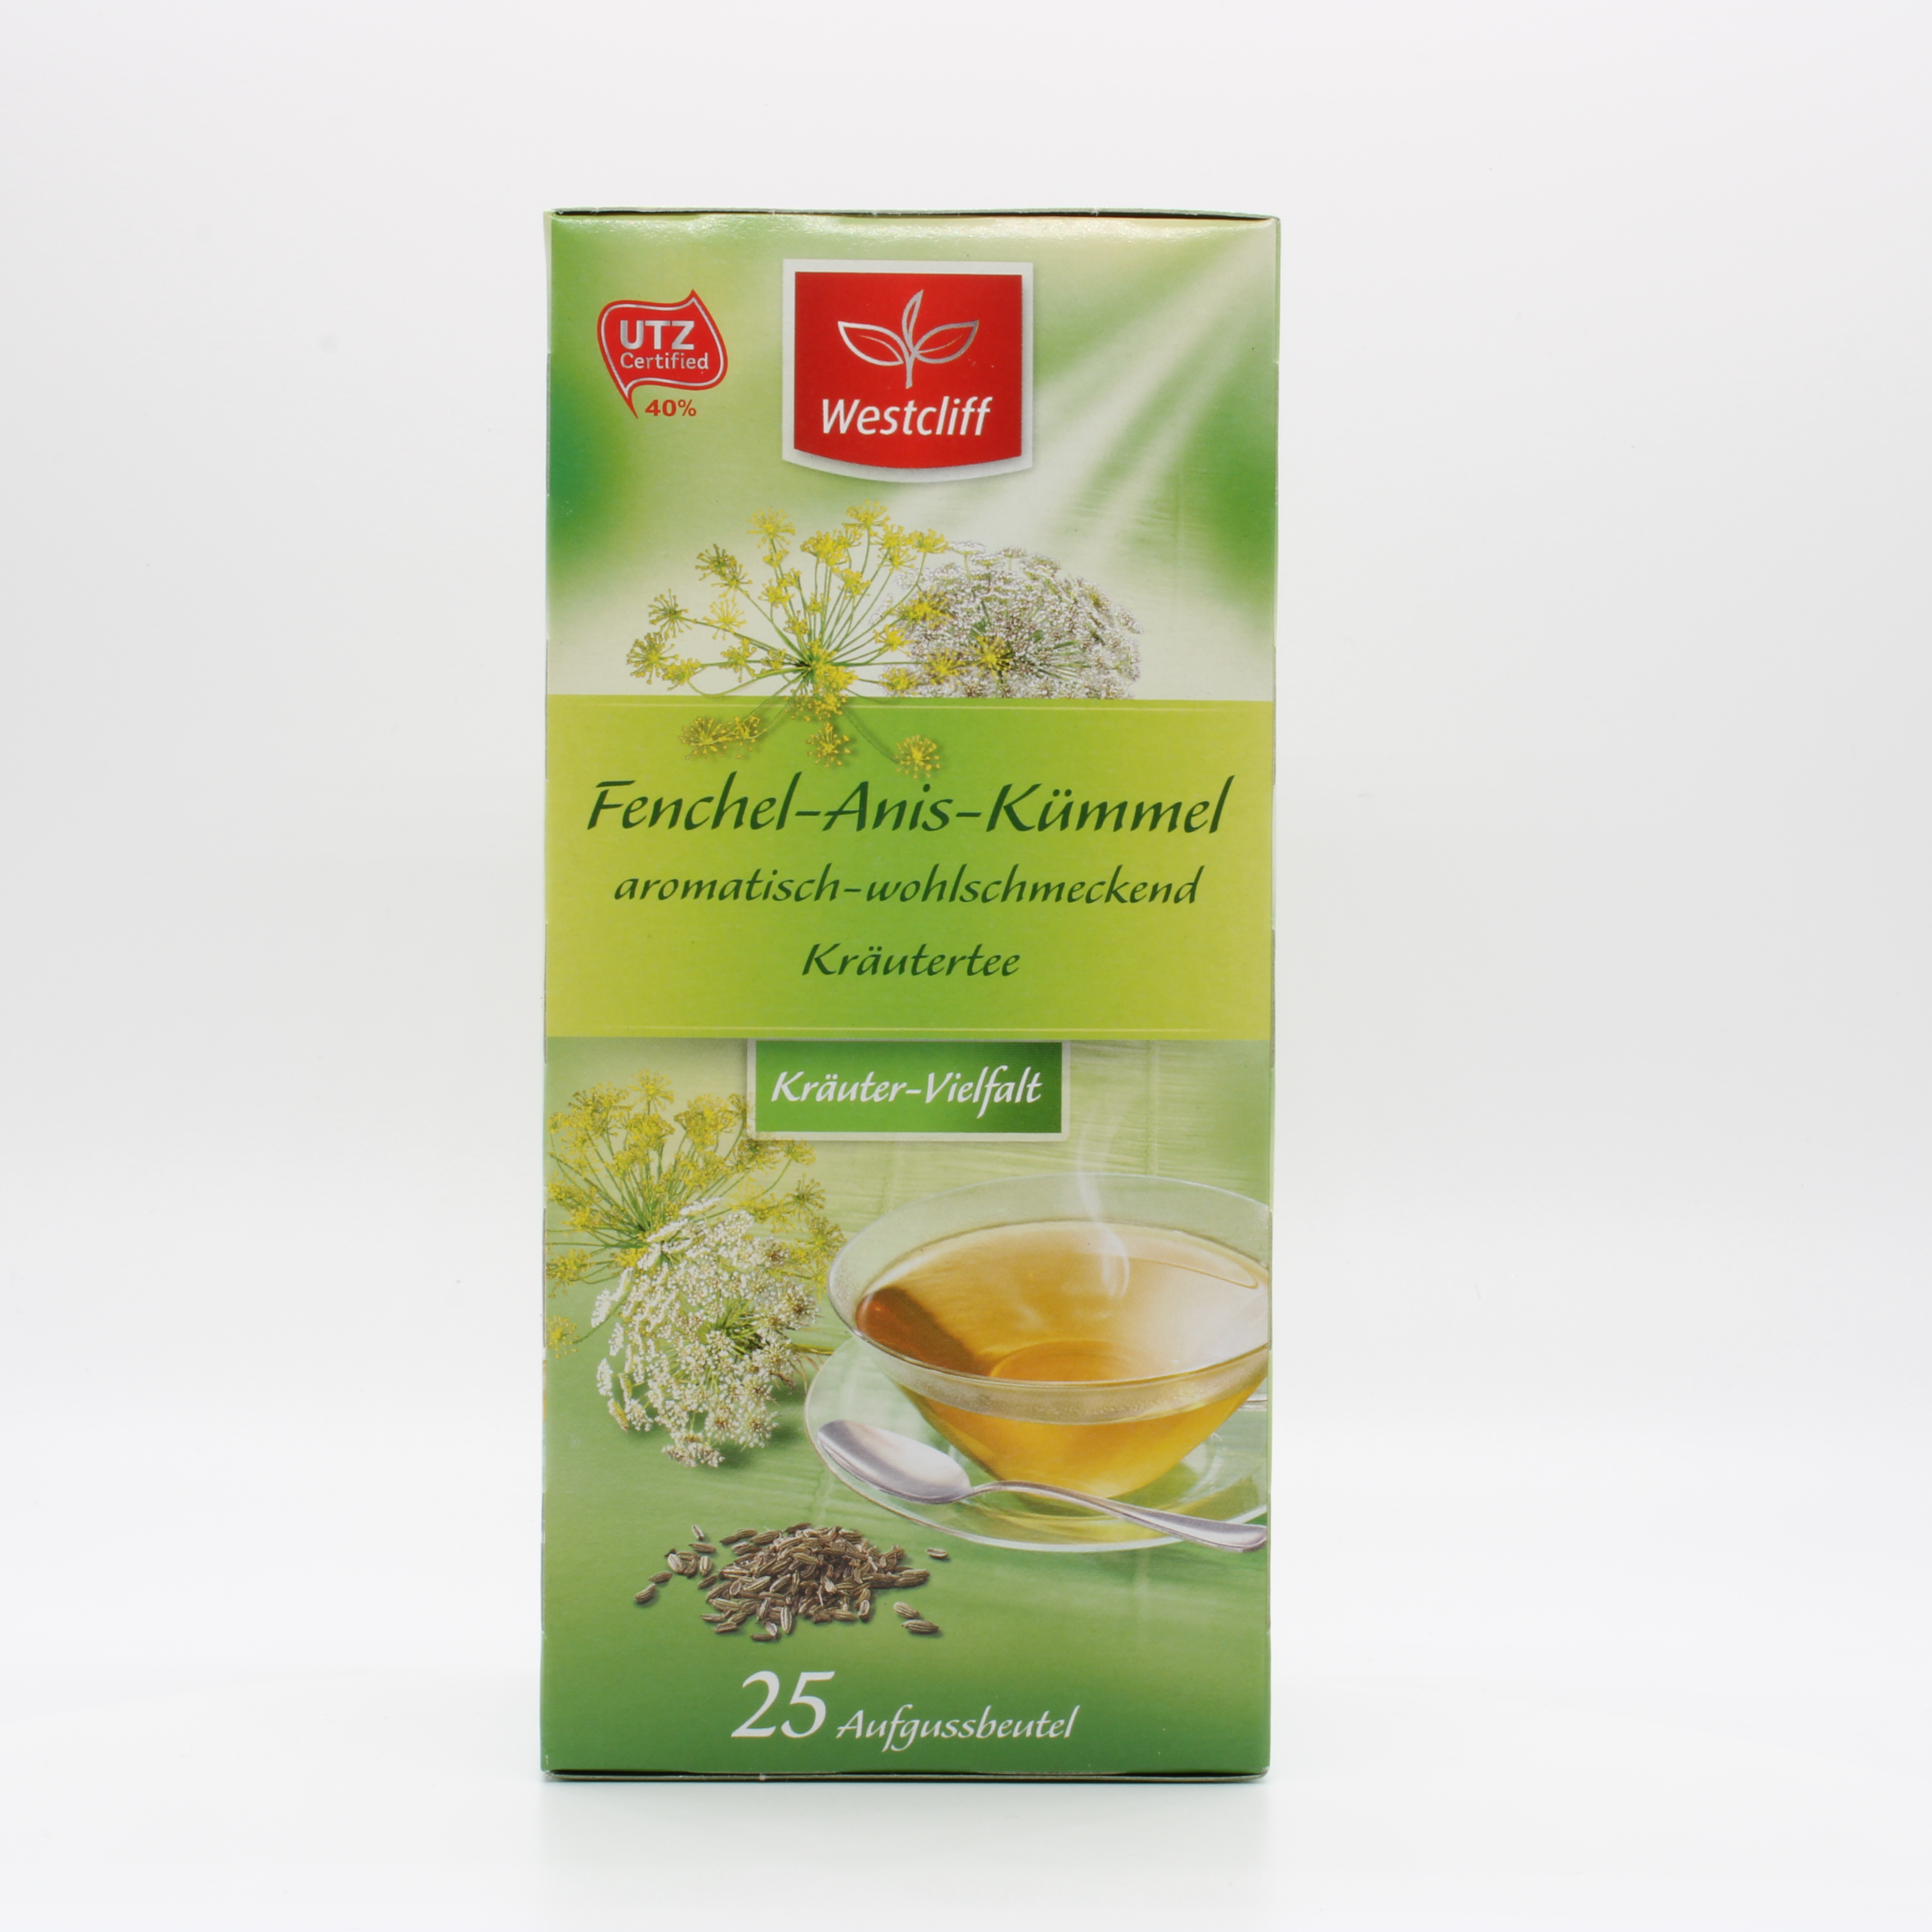 UTZ
Certified
40%
Westcliff
Fenchel-Anis-Kümmel
aromatisch-wohlschmeckend
Kräutertee
Kräuter-Vielfalt
25 Aufgussbeutel